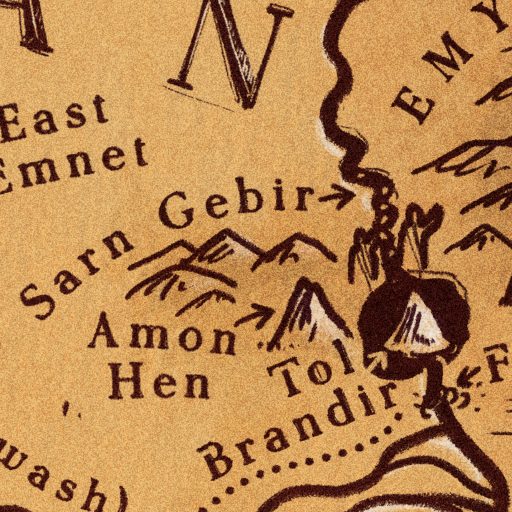 A N
EMY
East
Emnet
Sarn Gebir
Amon
Hen
Tol
Brandir
F
wash)